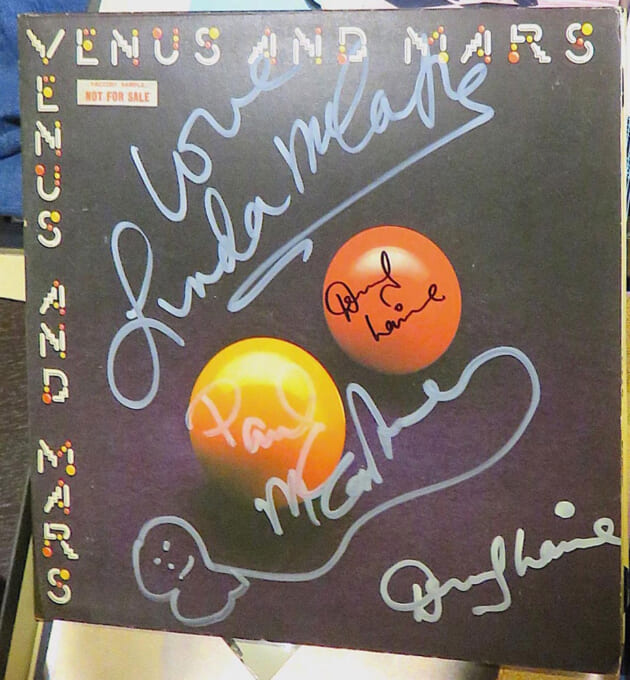 VENUS AND MARS
VENUS AND MARS
FACTORY SAMPLE
NOT FOR SALE
Love
Linda McCartney
Denny
Laine
Paul
McCartney
Denny Laine